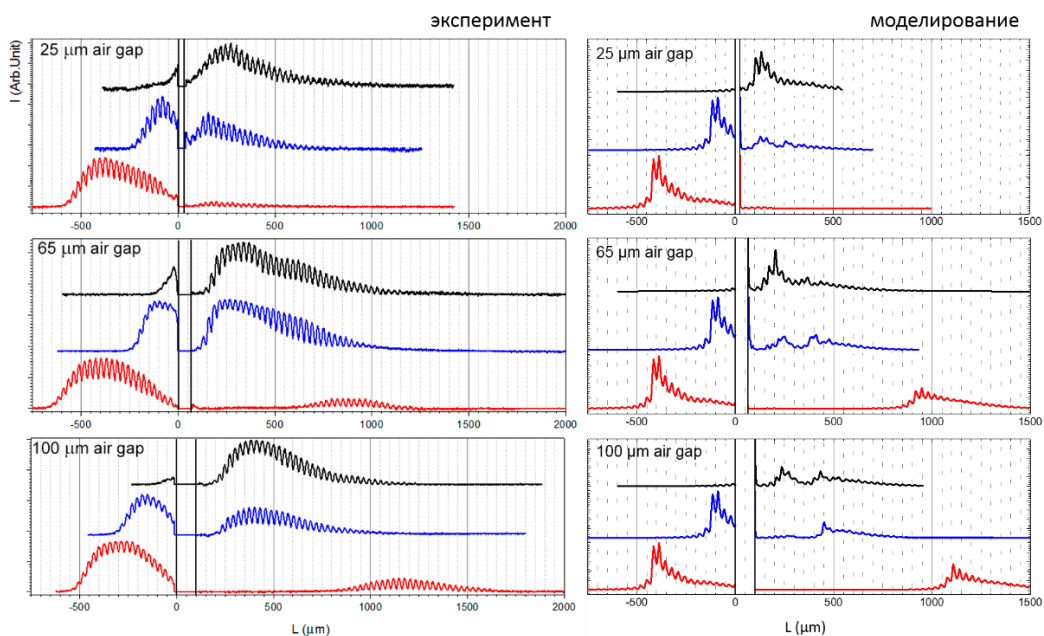 эксперимент
моделирование
I (Arb.Unit)
25 μm air gap
25 µm air gap
-500 0 500 1000 1500 2000
-500 0 500 1000 1500
65 μm air gap
65 µm air gap
-500 0 500 1000 1500 2000
-500 0 500 1000 1500
100 μm air gap
100 µm air gap
-500 0 500 1000 1500 2000
-500 0 500 1000 1500
L (μm)
L (μm)